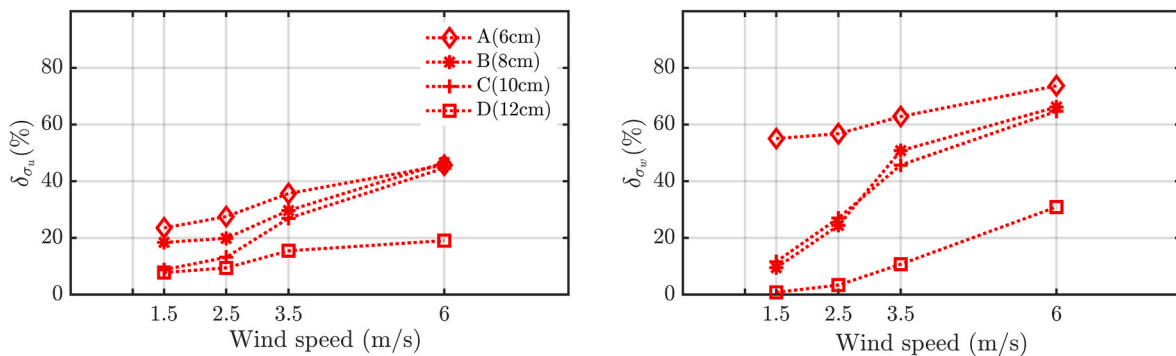 δσu(%)
80
60
40
20
0
A(6cm)
B(8cm)
C(10cm)
D(12cm)
1.5 2.5 3.5 6
Wind speed (m/s)
δσw(%)
80
60
40
20
0
1.5 2.5 3.5 6
Wind speed (m/s)